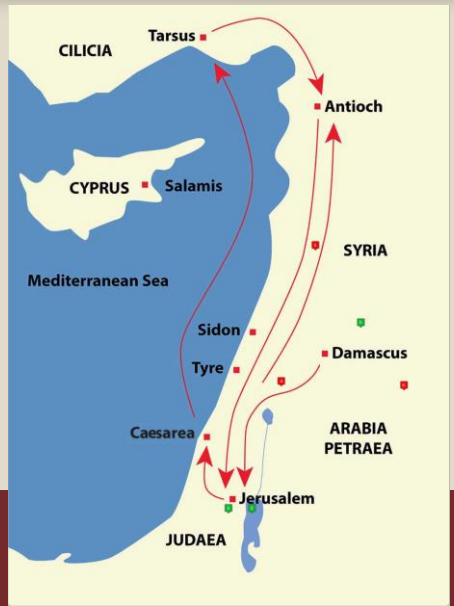 Tarsus
CILICIA
Antioch
CYPRUS
Salamis
SYRIA
Mediterranean Sea
Sidon
Damascus
Tyre
ARABIA
PETRAEA
Caesarea
Jerusalem
JUDAEA